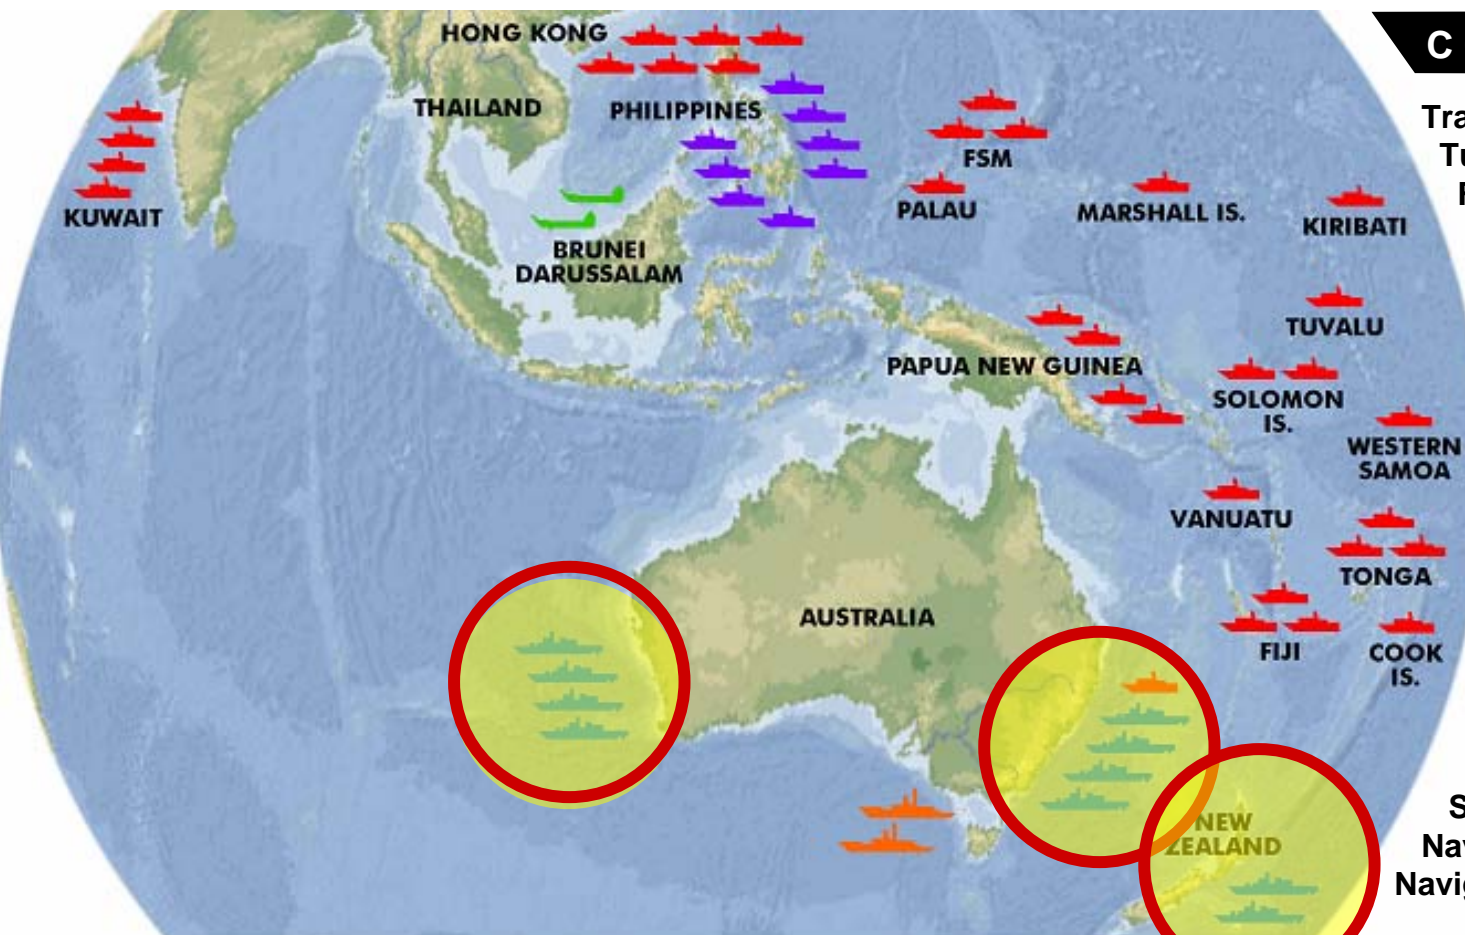 HONG KONG
C
THAILAND
PHILIPPINES
FSM
KUWAIT
PALAU
MARSHALL IS.
KIRIBATI
BRUNEI
DARUSSALAM
TUVALU
PAPUA NEW GUINEA
SOLOMON
IS.
WESTERN
SAMOA
VANUATU
TONGA
AUSTRALIA
FIJI
COOK
IS.
NEW
ZEALAND